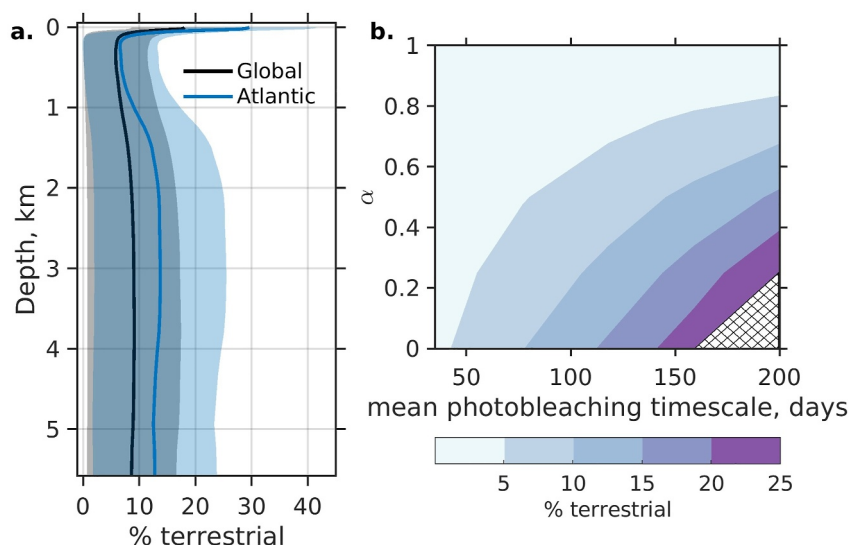 a.
0
1
2
3
4
5
Depth, km
Global
Atlantic
0 10 20 30 40
% terrestrial
b.
1
0.8
0.6
0.4
0.2
0
α
50 100 150 200
mean photobleaching timescale, days
5 10 15 20 25
% terrestrial